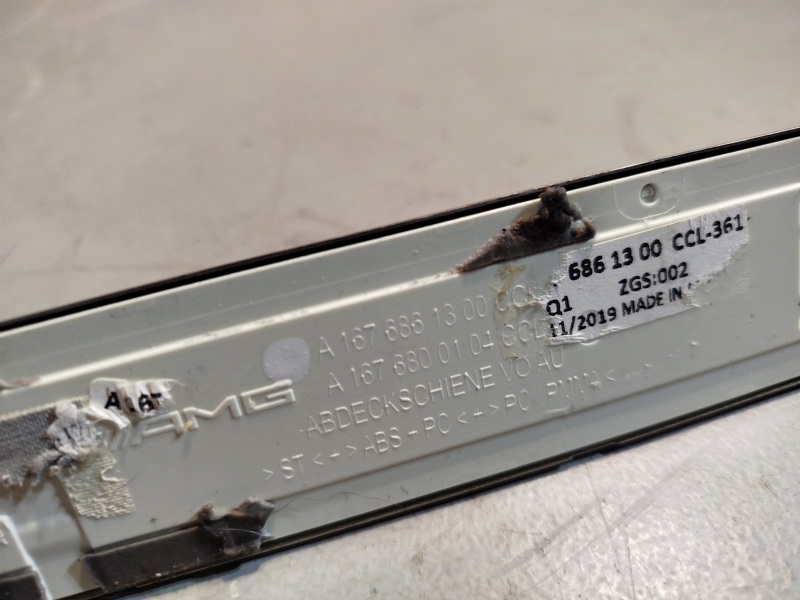 686 13 00 CCL-361
Q1 ZGS:002
11/2019 MADE IN
A 167 686 13 00
A 167 680 01 04
ABDECKSCHIENE VO AU
>ST<+>ABS+PC<+>PC
A 167
AMG